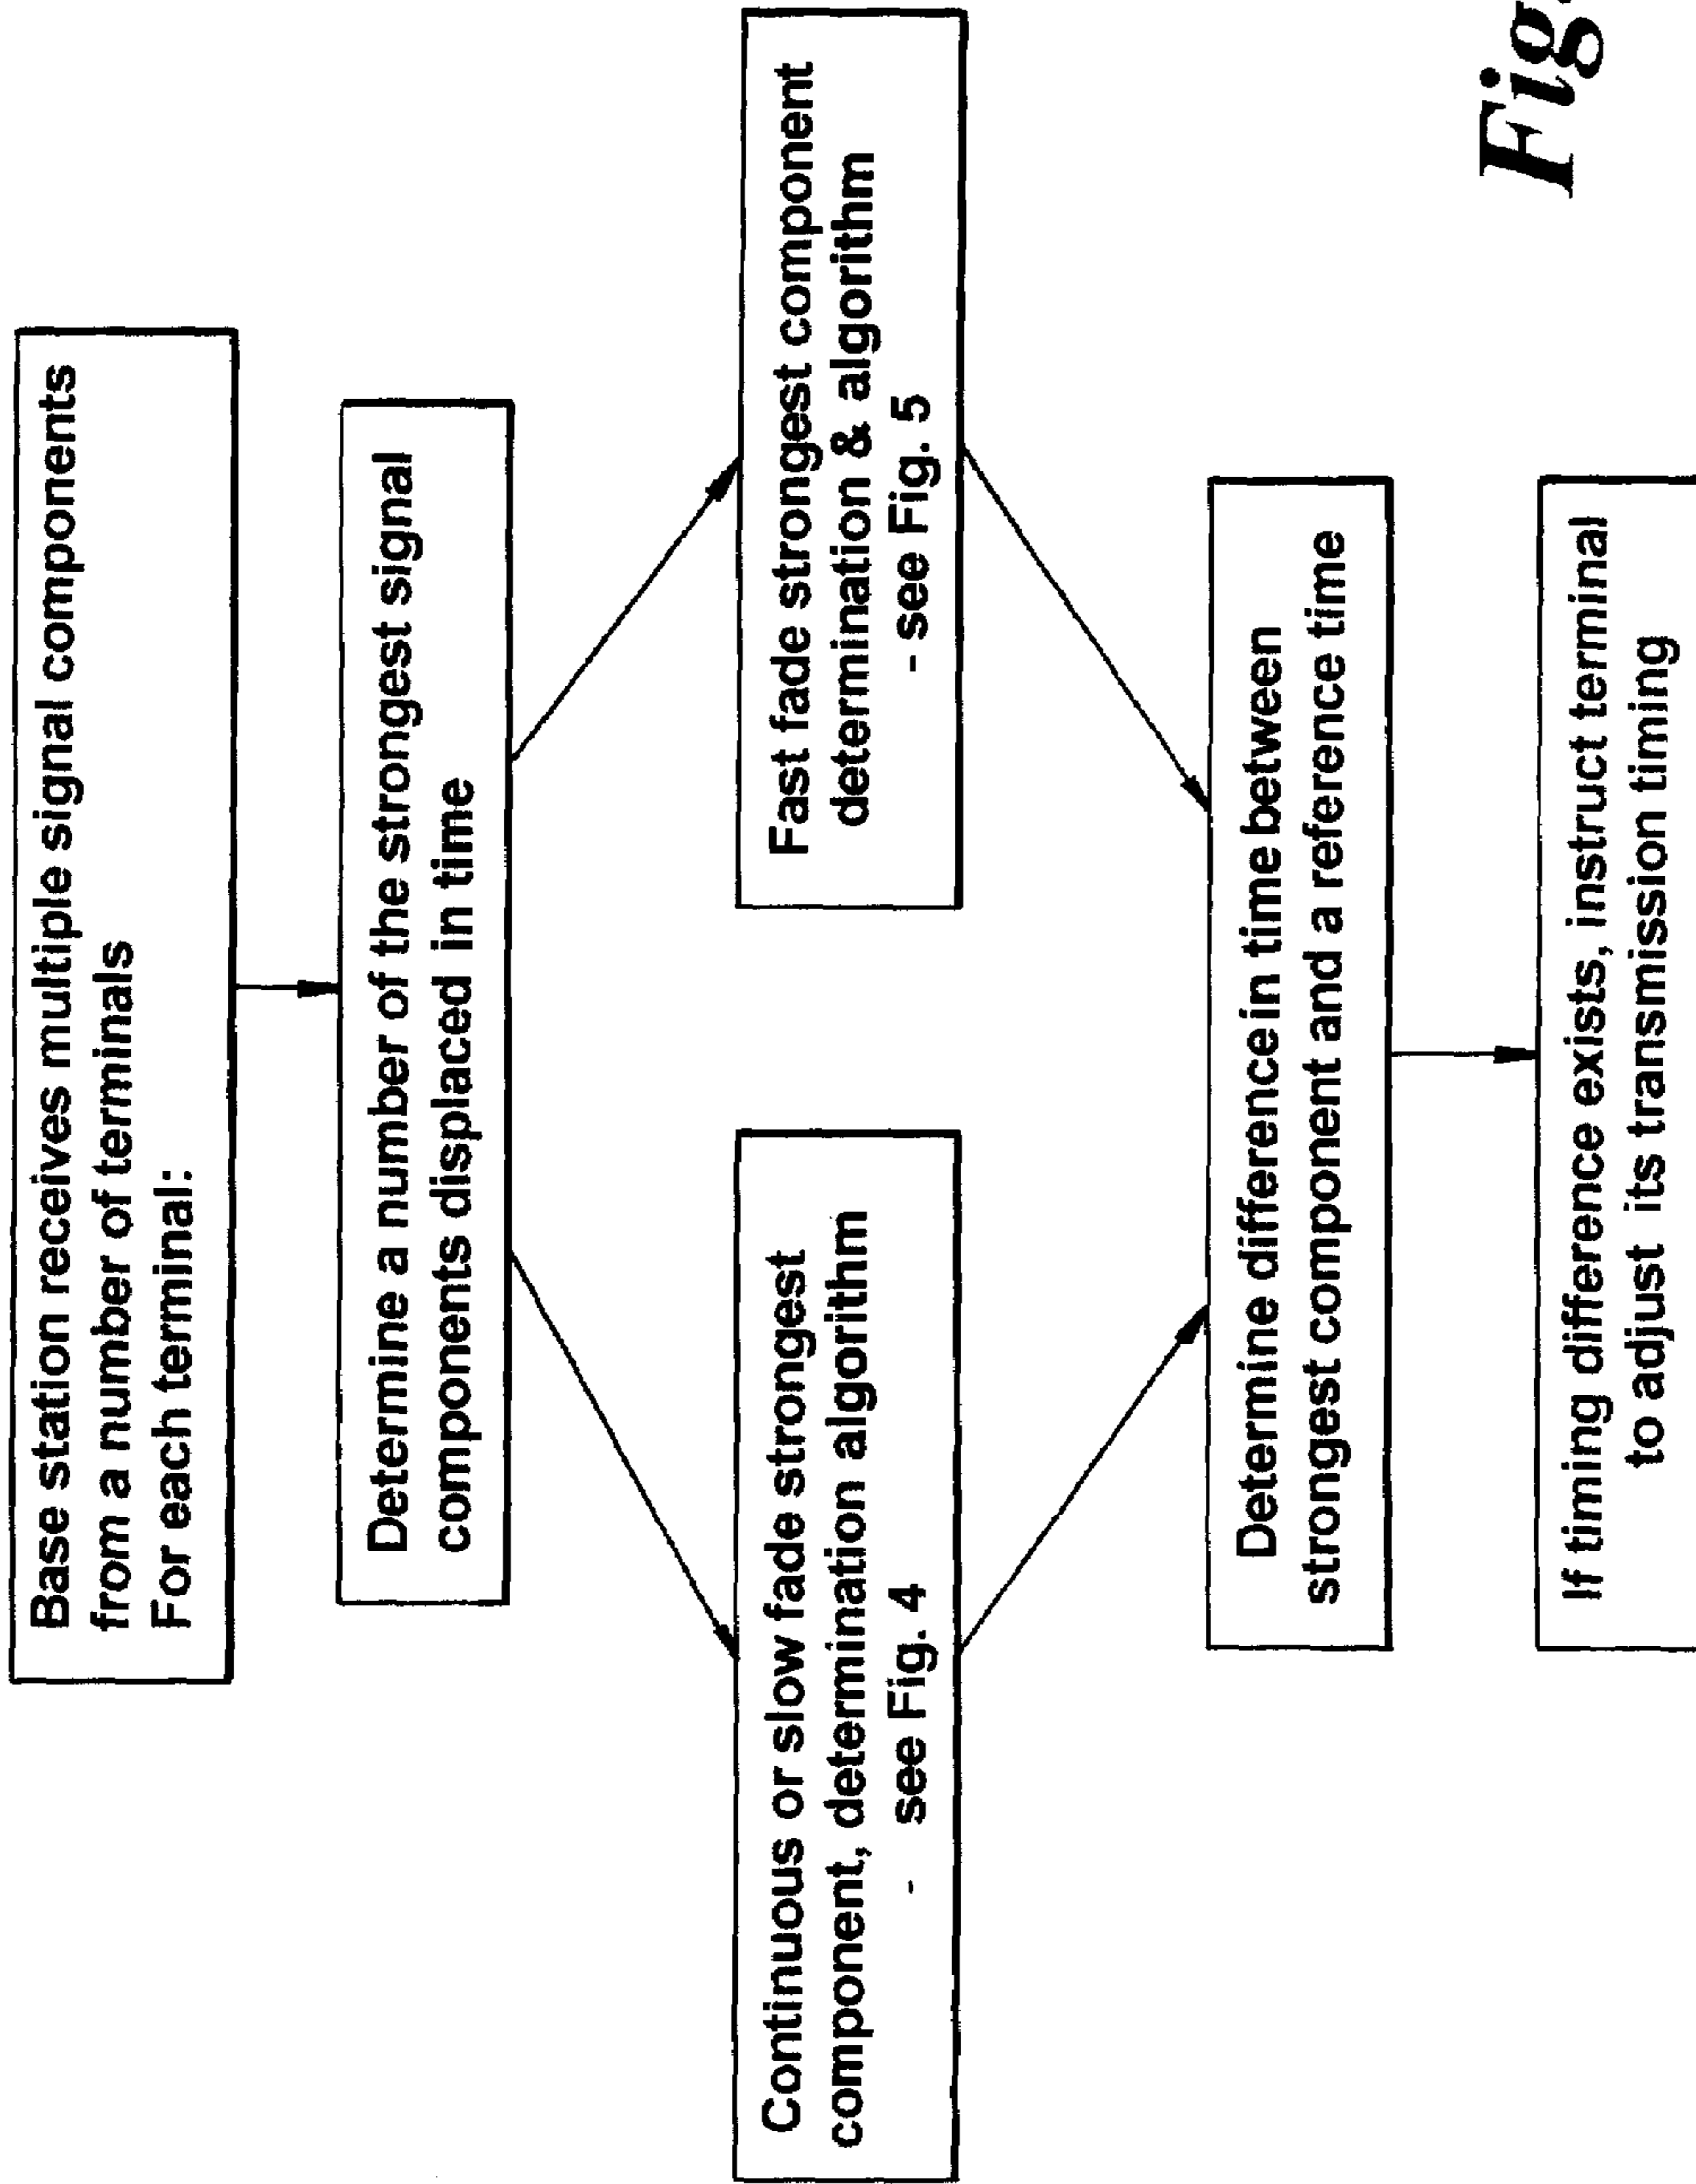 Base station receives multiple signal components
from a number of terminals
For each terminal:
Determine a number of the strongest signal
components displaced in time
Continuous or slow fade strongest
component, determination algorithm
- see Fig. 4
Fast fade strongest component
determination & algorithm
- see Fig. 5
Determine difference in time between
strongest component and a reference time
If timing difference exists, instruct terminal
to adjust its transmission timing
Fig.